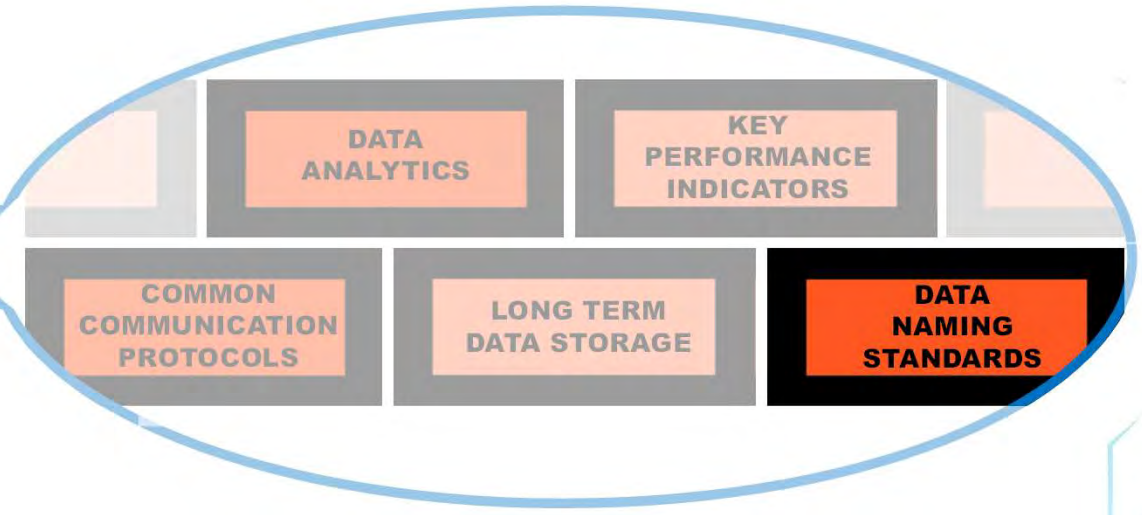 DATA
ANALYTICS
KEY
PERFORMANCE
INDICATORS
COMMON
COMMUNICATION
PROTOCOLS
LONG TERM
DATA STORAGE
DATA
NAMING
STANDARDS